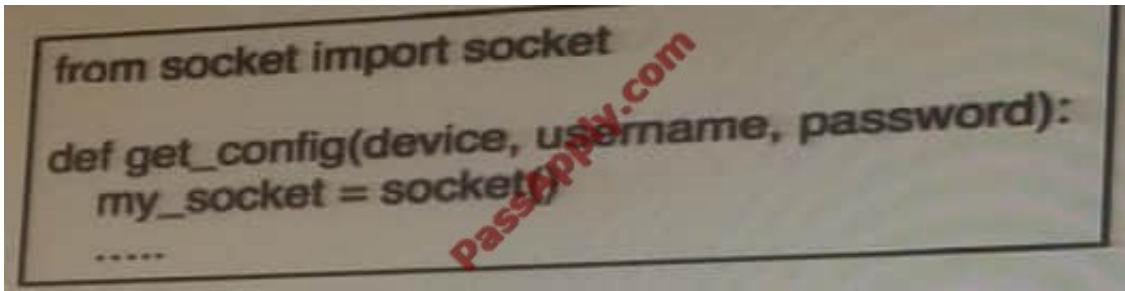 from socket import socket
def get_config(device, username, password):
my_socket = socket()
.....
PassApply.com